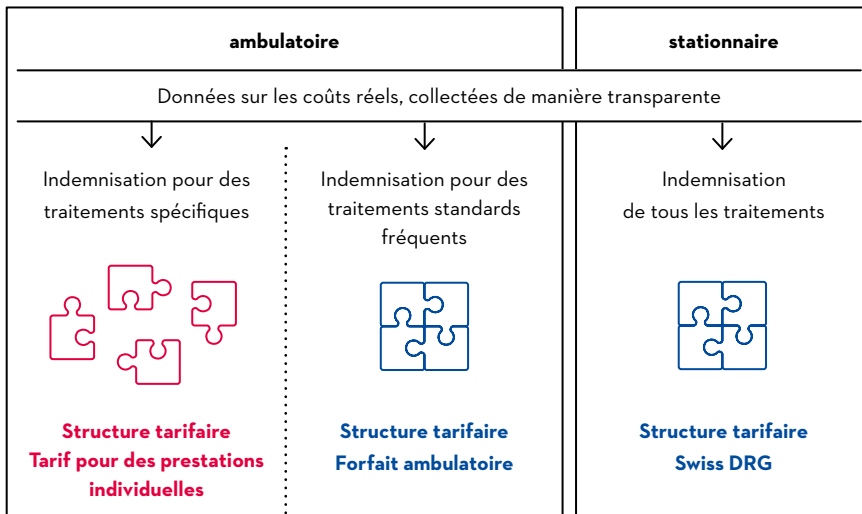 ambulatoire
stationnaire
Données sur les coûts réels, collectées de manière transparente
Indemnisation pour des
traitements spécifiques
Indemnisation pour des
traitements standards
fréquents
Indemnisation
de tous les traitements
Structure tarifaire
Tarif pour des prestations
individuelles
Structure tarifaire
Forfait ambulatoire
Structure tarifaire
Swiss DRG